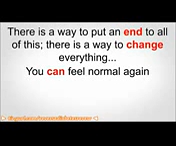 There is a way to put an end to all
of this; there is a way to change
everything...
You can feel normal again